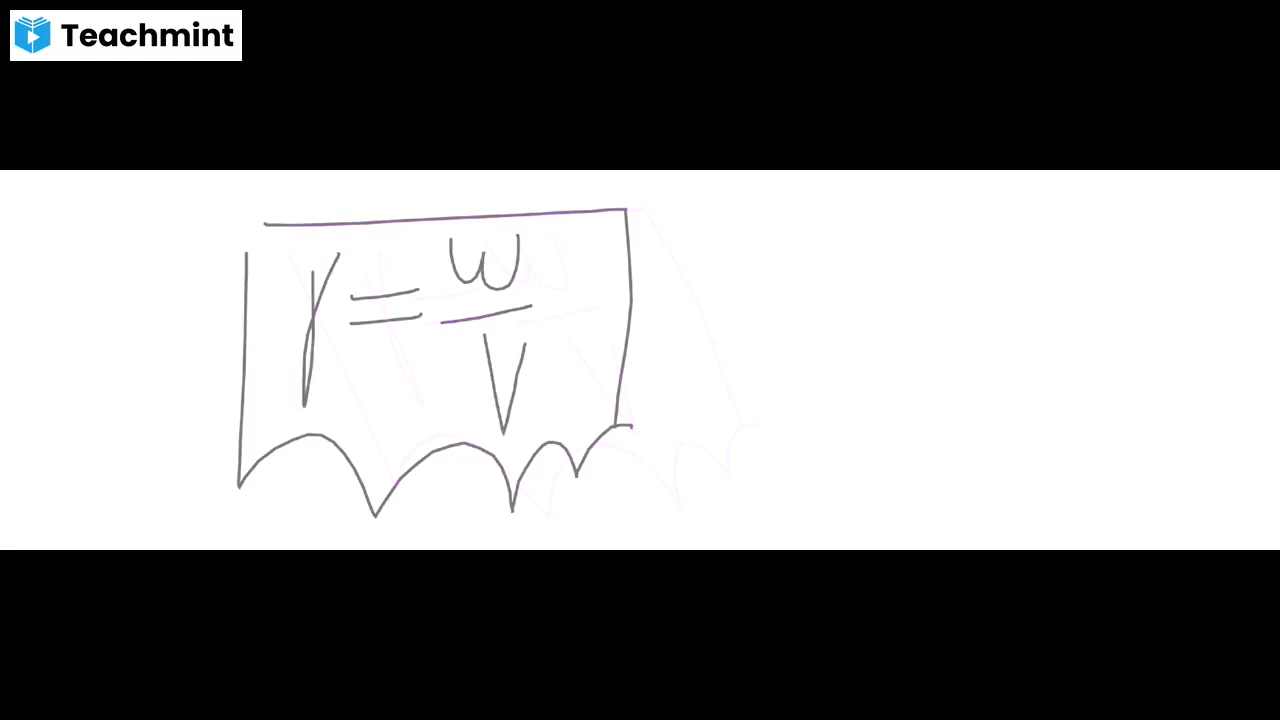 Teachmint
γ = w
V